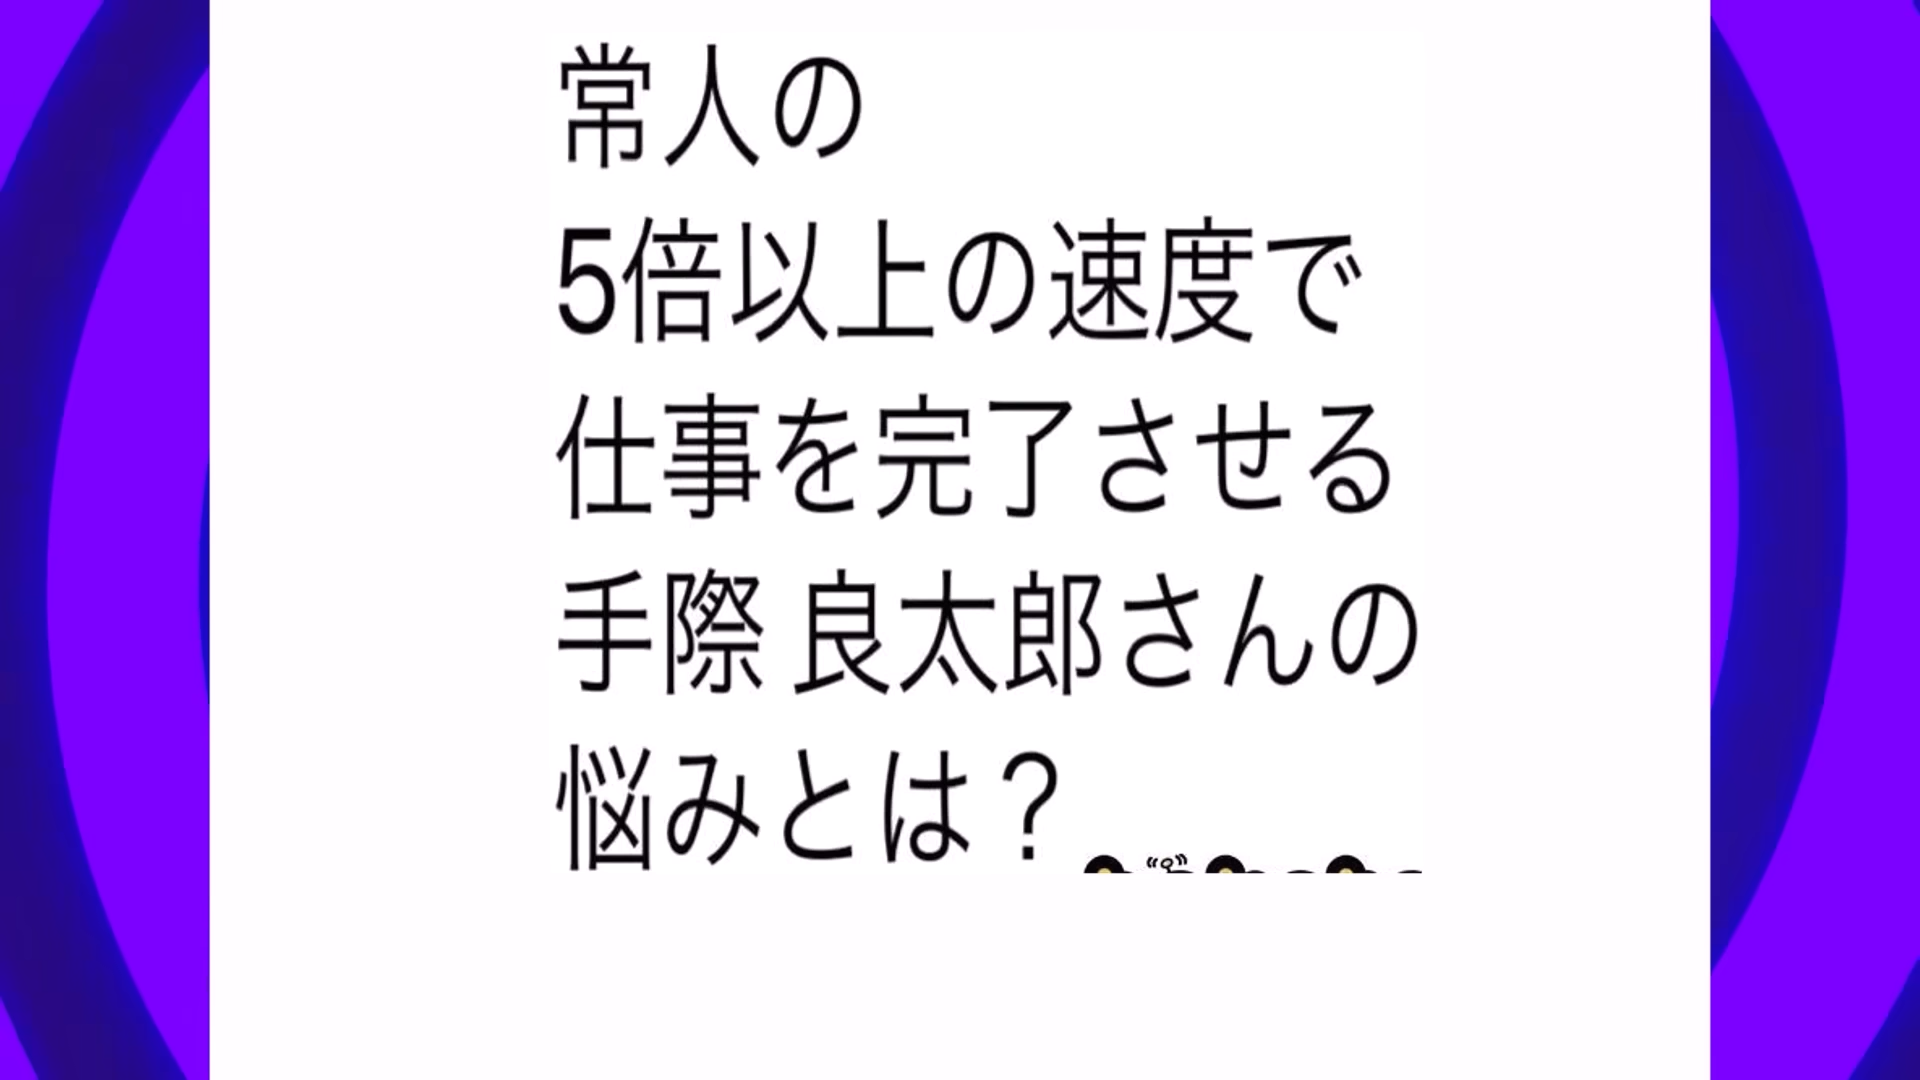 常人の
5倍以上の速度で
仕事を完了させる
手際 良太郎さんの
悩みとは？